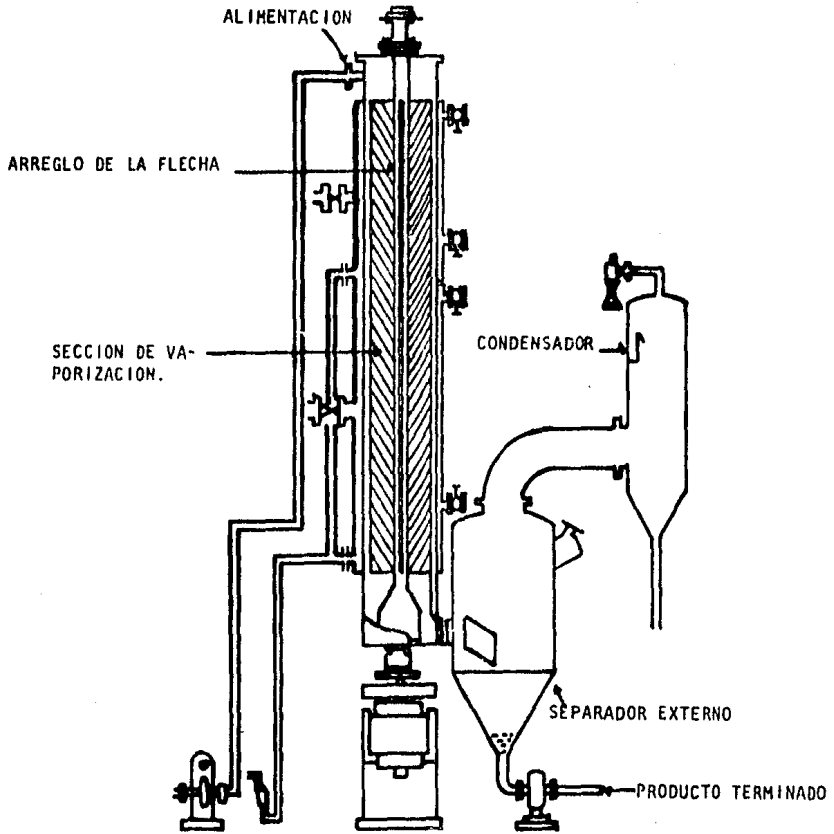 ALIMENTACION
ARREGLO DE LA FLECHA
SECCION DE VA-
PORIZACION.
CONDENSADOR
SEPARADOR EXTERNO
PRODUCTO TERMINADO